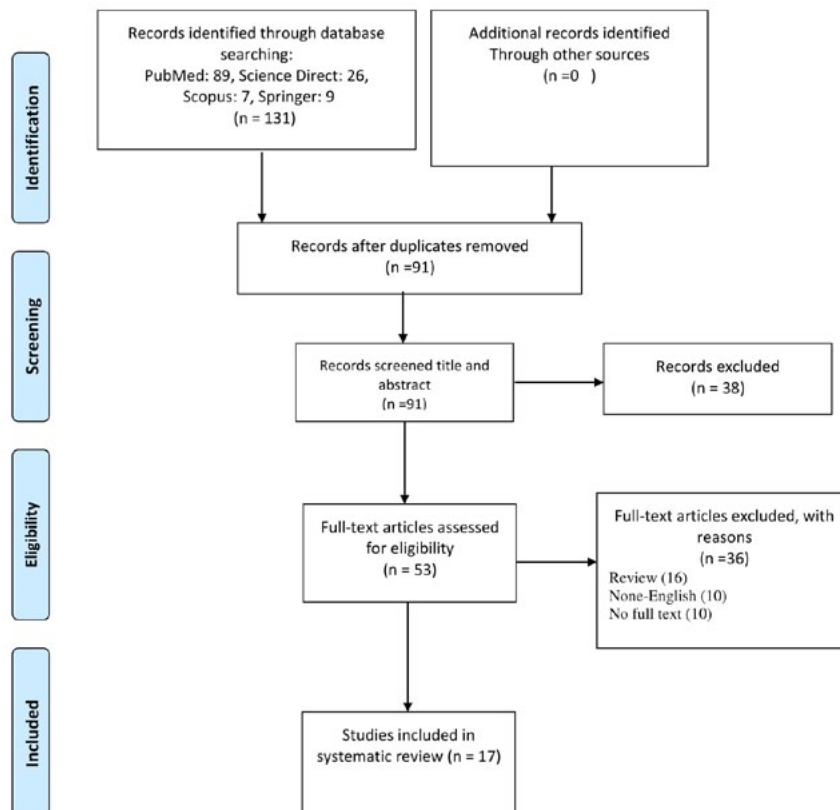 Records identified through database
searching:
PubMed: 89, Science Direct: 26,
Scopus: 7, Springer: 9
(n = 131)
Additional records identified
Through other sources
(n =0   )
Identification
Records after duplicates removed
(n =91)
Screening
Records screened title and
abstract
(n =91)
Records excluded
(n = 38)
Eligibility
Full-text articles assessed
for eligibility
(n = 53)
Full-text articles excluded, with
reasons
(n =36)
Review (16)
None-English (10)
No full text (10)
Included
Studies included in
systematic review (n = 17)